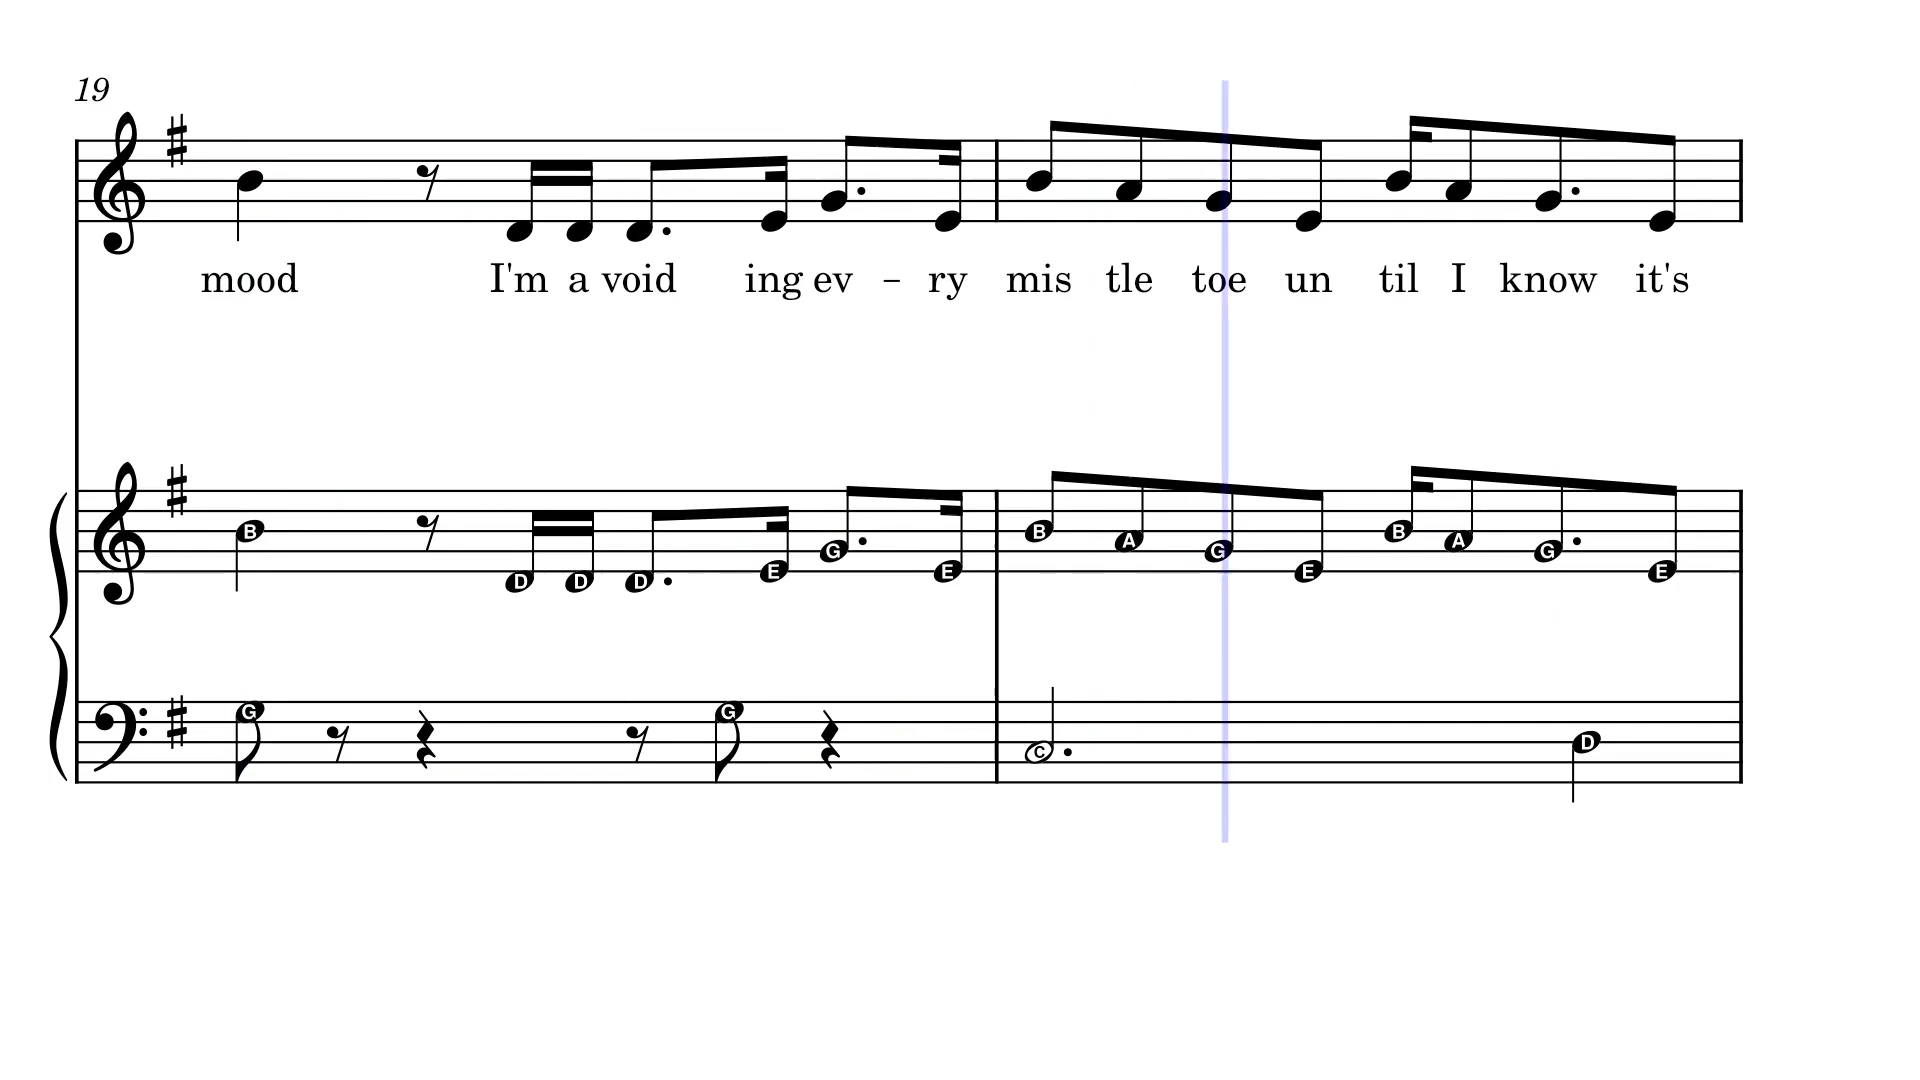 19
mood I'm a void ing ev - ry mis tle toe un til I know it's
B D D D E G E B A G E B A G E
G G C D